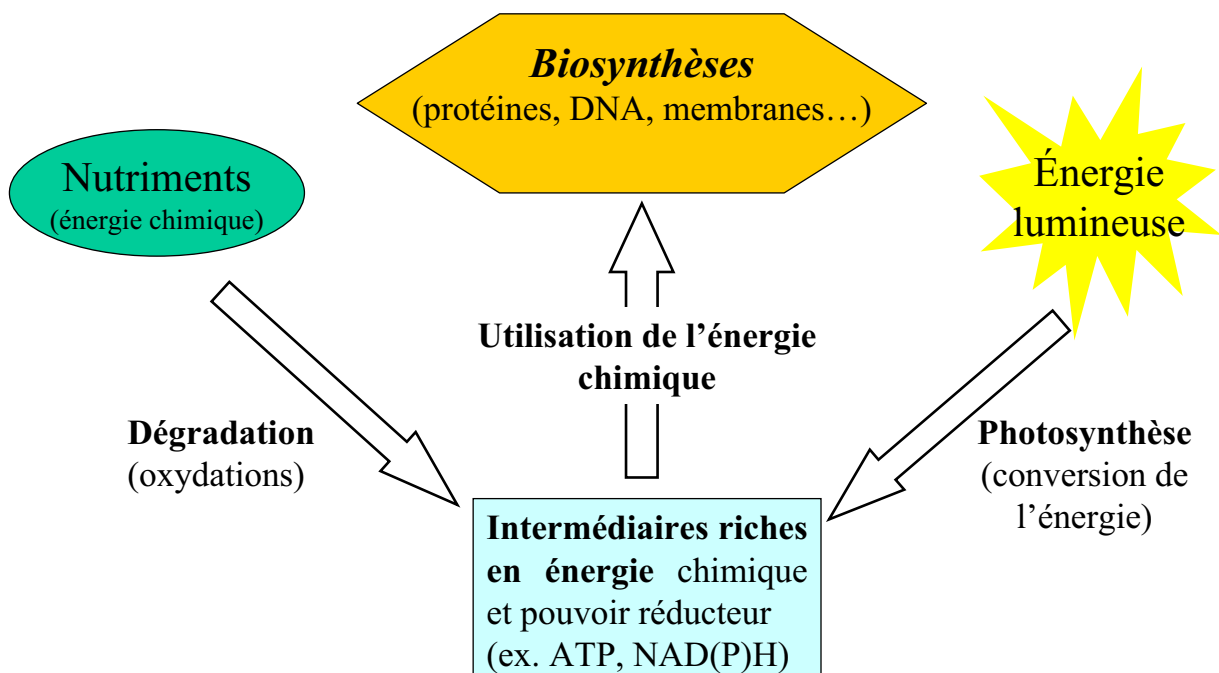 Biosynthèses
(protéines, DNA, membranes…)
Nutriments
(énergie chimique)
Énergie
lumineuse
Utilisation de l’énergie
chimique
Dégradation
(oxydations)
Photosynthèse
(conversion de
l’énergie)
Intermédiaires riches
en énergie chimique
et pouvoir réducteur
(ex. ATP, NAD(P)H)